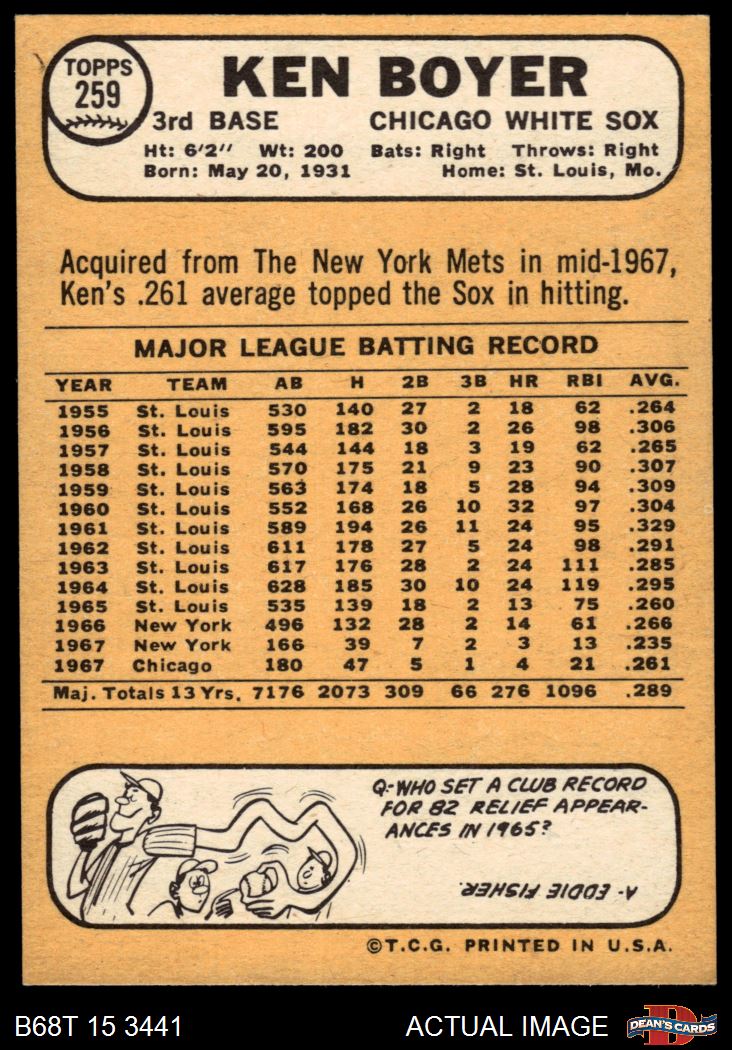 TOPPS
259
KEN BOYER
3rd BASE CHICAGO WHITE SOX
Ht: 6'2" Wt: 200 Bats: Right Throws: Right
Born: May 20, 1931 Home: St. Louis, Mo.
Acquired from The New York Mets in mid-1967,
Ken's .261 average topped the Sox in hitting.
MAJOR LEAGUE BATTING RECORD
YEAR TEAM AB H 2B 3B HR RBI AVG.
1955 St. Louis 530 140 27 2 18 62 .264
1956 St. Louis 595 182 30 2 26 98 .306
1957 St. Louis 544 144 18 3 19 62 .265
1958 St. Louis 570 175 21 9 23 90 .307
1959 St. Louis 563 174 18 5 28 94 .309
1960 St. Louis 552 168 26 10 32 97 .304
1961 St. Louis 589 194 26 11 24 95 .329
1962 St. Louis 611 178 27 5 24 98 .291
1963 St. Louis 617 176 28 2 24 111 .285
1964 St. Louis 628 185 30 10 24 119 .295
1965 St. Louis 535 139 18 2 13 75 .260
1966 New York 496 132 28 2 14 61 .266
1967 New York 166 39 7 2 3 13 .235
1967 Chicago 180 47 5 1 4 21 .261
Maj. Totals 13 Yrs. 7176 2073 309 66 276 1096 .289
Q-WHO SET A CLUB RECORD
FOR 82 RELIEF APPEAR-
ANCES IN 1965?
A- EDDIE FISHER.
©T.C.G. PRINTED IN U.S.A.
B68T 15 3441 ACTUAL IMAGE
D
DEAN'S CARDS